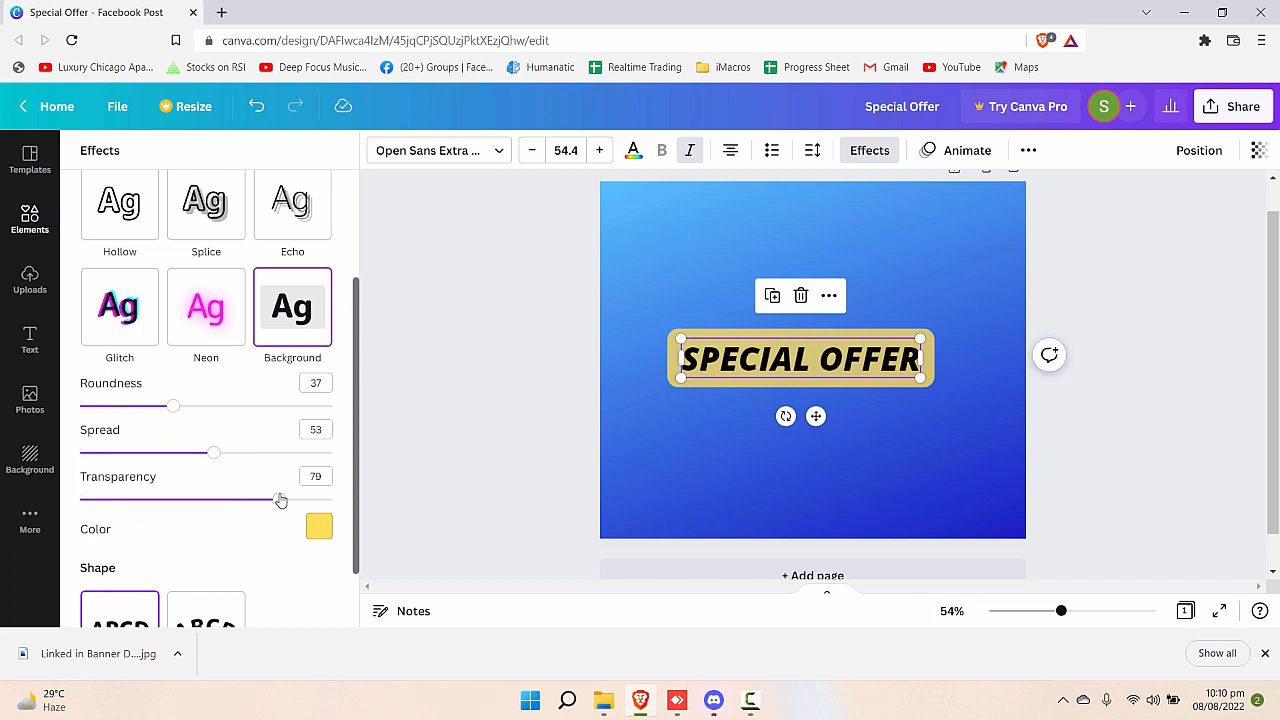 Special Offer - Facebook Post
canva.com/design/DAFIwca4IzM/45jqCPjSQUzjPktXEzjQhw/edit
4
Luxury Chicago Apa...
Stocks on RSI
Deep Focus Music...
(20+) Groups | Face...
Humanatic
Realtime Trading
iMacros
Progress Sheet
Gmail
YouTube
Maps
Home
File
Resize
Special Offer
Try Canva Pro
S
Share
Templates
Elements
Uploads
Text
Photos
Background
More
Effects
Open Sans Extra ...
54.4
A
B
I
Effects
Animate
Position
Ag
Ag
Ag
Hollow
Splice
Echo
Ag
Ag
Ag
Glitch
Neon
Background
Roundness
37
Spread
53
Transparency
79
Color
Shape
ABCD
ABCD
SPECIAL OFFER
+ Add page
Notes
54%
1
Linked in Banner D....jpg
Show all
29°C
Haze
10:10 pm
08/08/2022
2